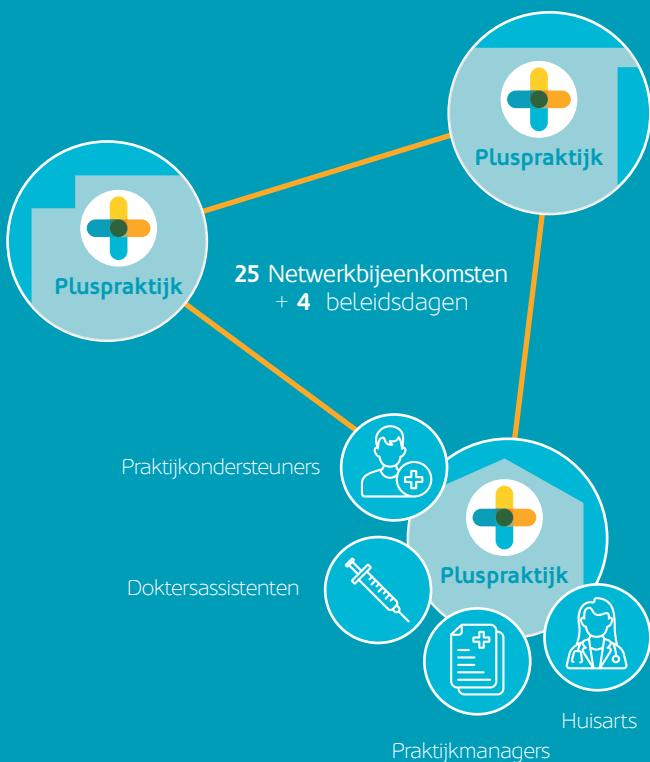 Pluspraktijk
Pluspraktijk
25 Netwerkbijeenkomsten
+ 4 beleidsdagen
Praktijkondersteuners
Pluspraktijk
Doktersassistenten
Huisarts
Praktijkmanagers